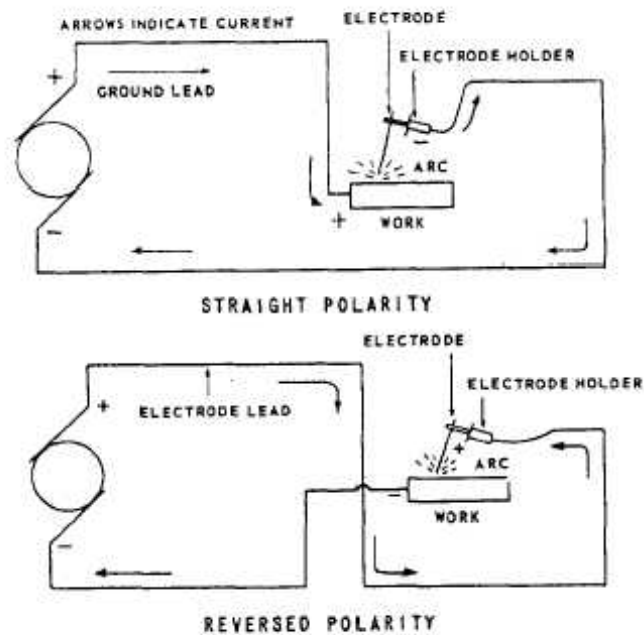 ARROWS INDICATE CURRENT
ELECTRODE
ELECTRODE HOLDER
+
GROUND LEAD
−
ARC
+
WORK
−
STRAIGHT POLARITY
ELECTRODE
ELECTRODE HOLDER
+
ELECTRODE LEAD
+
ARC
−
WORK
−
REVERSED POLARITY